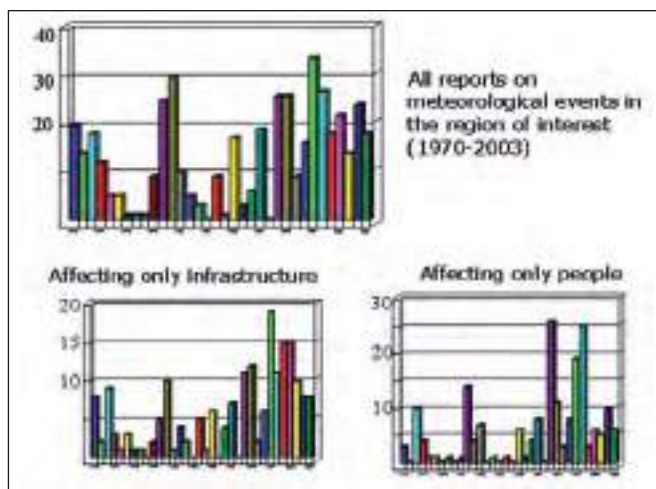 40
30
20
All reports on
meteorological events in
the region of interest
(1970-2003)
Affecting only infrastructure
20
15
10
Affecting only people
30
20
10